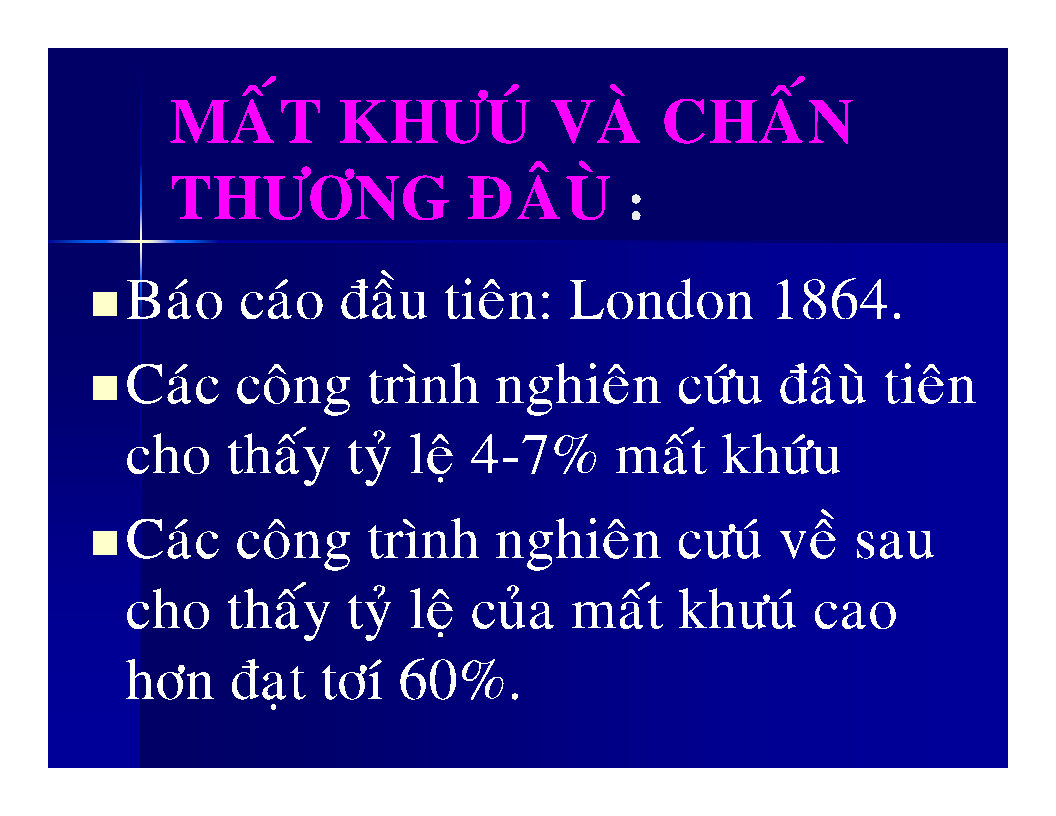 MẤT KHƯÚ VÀ CHẤN
THƯƠNG ĐÂÙ :
Báo cáo đầu tiên: London 1864.
Các công trình nghiên cứu đâù tiên
cho thấy tỷ lệ 4-7% mất khứu
Các công trình nghiên cưú về sau
cho thấy tỷ lệ của mất khưú cao
hơn đạt tơí 60%.